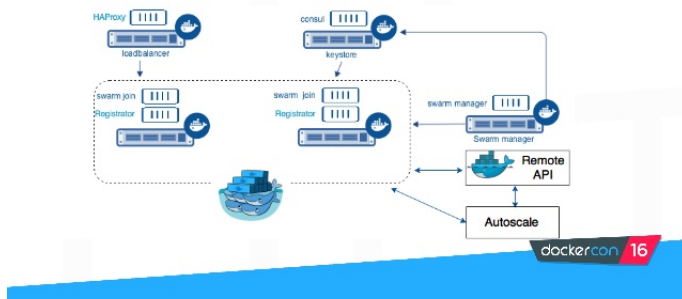 HAProxy
loadbalancer
consul
keystore
swarm join
Registrator
swarm join
Registrator
swarm manager
Swarm manager
Remote
API
Autoscale
dockercon 16